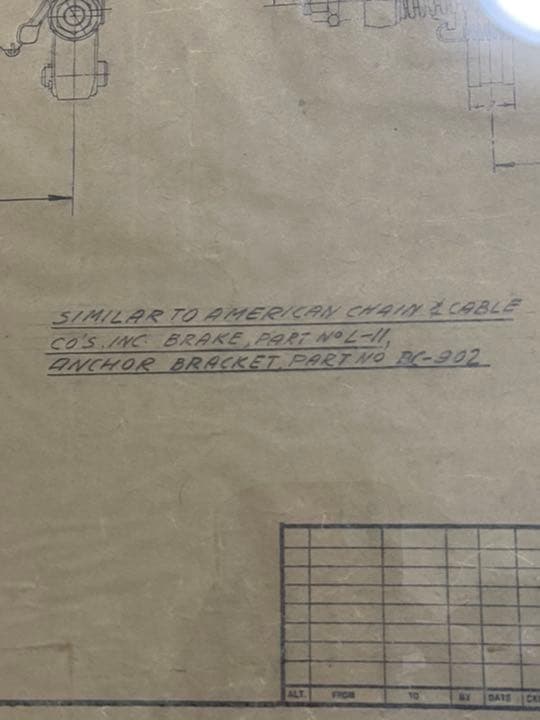 SIMILAR TO AMERICAN CHAIN & CABLE
CO'S. INC. BRAKE, PART Nº L-11,
ANCHOR BRACKET, PART NO BC-902
ALT. FROM TO BY DATE